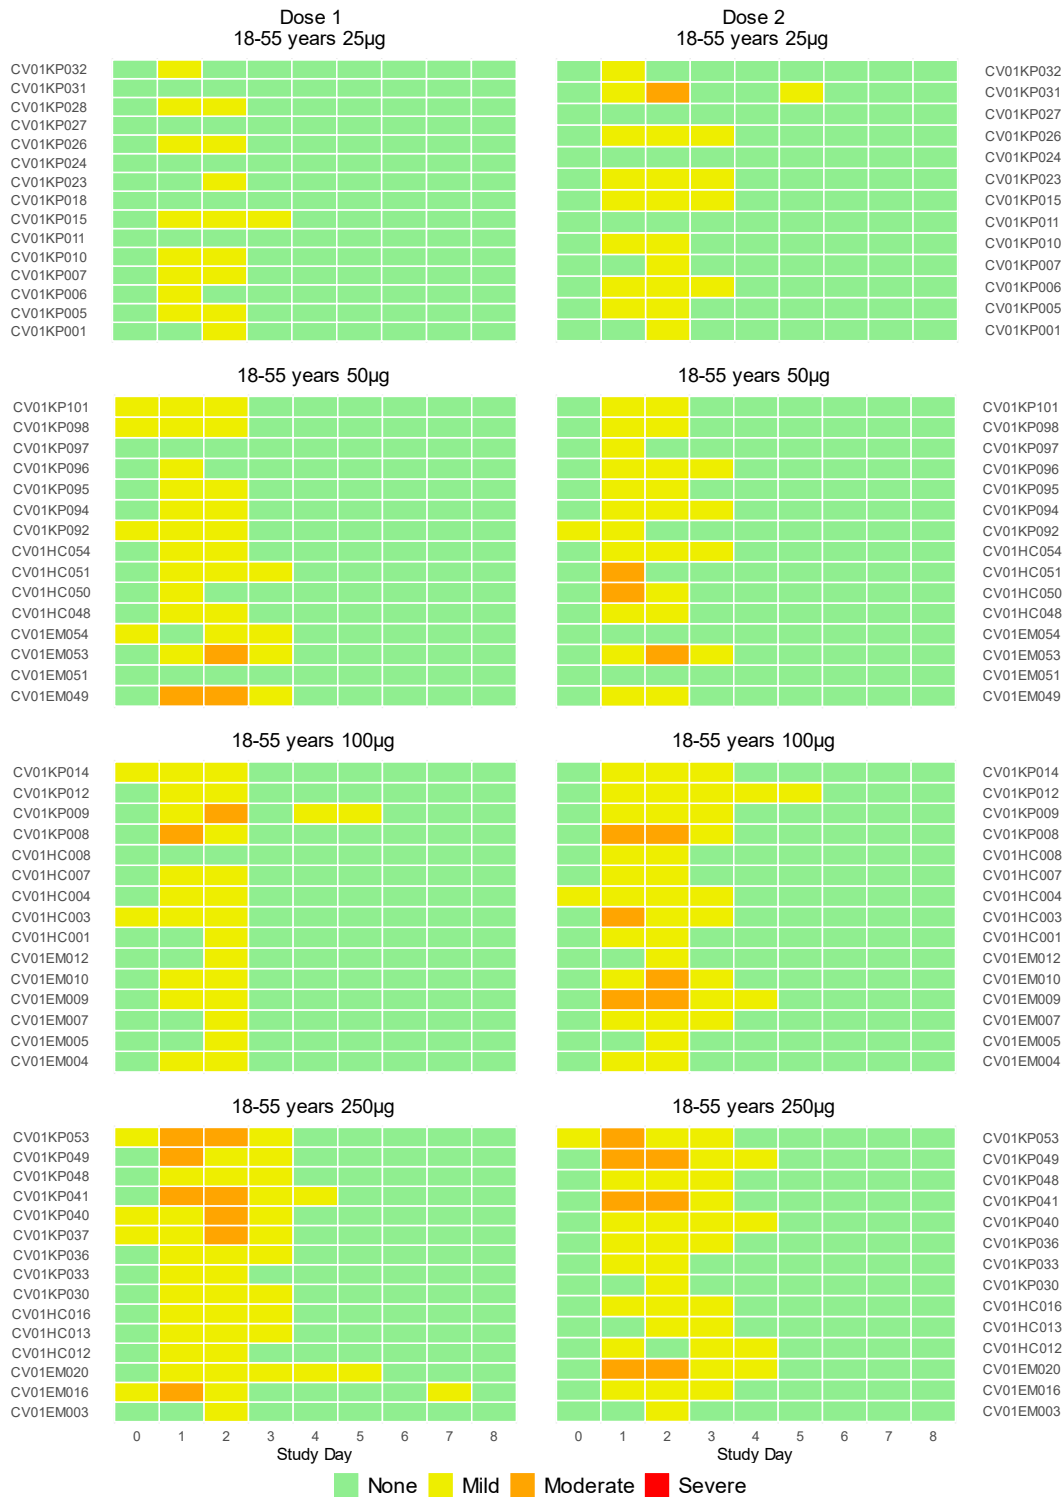 Dose 1
18-55 years 25µg
Dose 2
18-55 years 25µg
CV01KP032
CV01KP031
CV01KP028
CV01KP027
CV01KP026
CV01KP024
CV01KP023
CV01KP018
CV01KP015
CV01KP011
CV01KP010
CV01KP007
CV01KP006
CV01KP005
CV01KP001
CV01KP032
CV01KP031
CV01KP027
CV01KP026
CV01KP024
CV01KP023
CV01KP015
CV01KP011
CV01KP010
CV01KP007
CV01KP006
CV01KP005
CV01KP001
18-55 years 50µg
18-55 years 50µg
CV01KP101
CV01KP098
CV01KP097
CV01KP096
CV01KP095
CV01KP094
CV01KP092
CV01HC054
CV01HC051
CV01HC050
CV01HC048
CV01EM054
CV01EM053
CV01EM051
CV01EM049
CV01KP101
CV01KP098
CV01KP097
CV01KP096
CV01KP095
CV01KP094
CV01KP092
CV01HC054
CV01HC051
CV01HC050
CV01HC048
CV01EM054
CV01EM053
CV01EM051
CV01EM049
18-55 years 100µg
18-55 years 100µg
CV01KP014
CV01KP012
CV01KP009
CV01KP008
CV01HC008
CV01HC007
CV01HC004
CV01HC003
CV01HC001
CV01EM012
CV01EM010
CV01EM009
CV01EM007
CV01EM005
CV01EM004
CV01KP014
CV01KP012
CV01KP009
CV01KP008
CV01HC008
CV01HC007
CV01HC004
CV01HC003
CV01HC001
CV01EM012
CV01EM010
CV01EM009
CV01EM007
CV01EM005
CV01EM004
18-55 years 250µg
18-55 years 250µg
CV01KP053
CV01KP049
CV01KP048
CV01KP041
CV01KP040
CV01KP037
CV01KP036
CV01KP033
CV01KP030
CV01HC016
CV01HC013
CV01HC012
CV01EM020
CV01EM016
CV01EM003
CV01KP053
CV01KP049
CV01KP048
CV01KP041
CV01KP040
CV01KP036
CV01KP033
CV01KP030
CV01HC016
CV01HC013
CV01HC012
CV01EM020
CV01EM016
CV01EM003
0 1 2 3 4 5 6 7 8
Study Day
0 1 2 3 4 5 6 7 8
Study Day
None Mild Moderate Severe